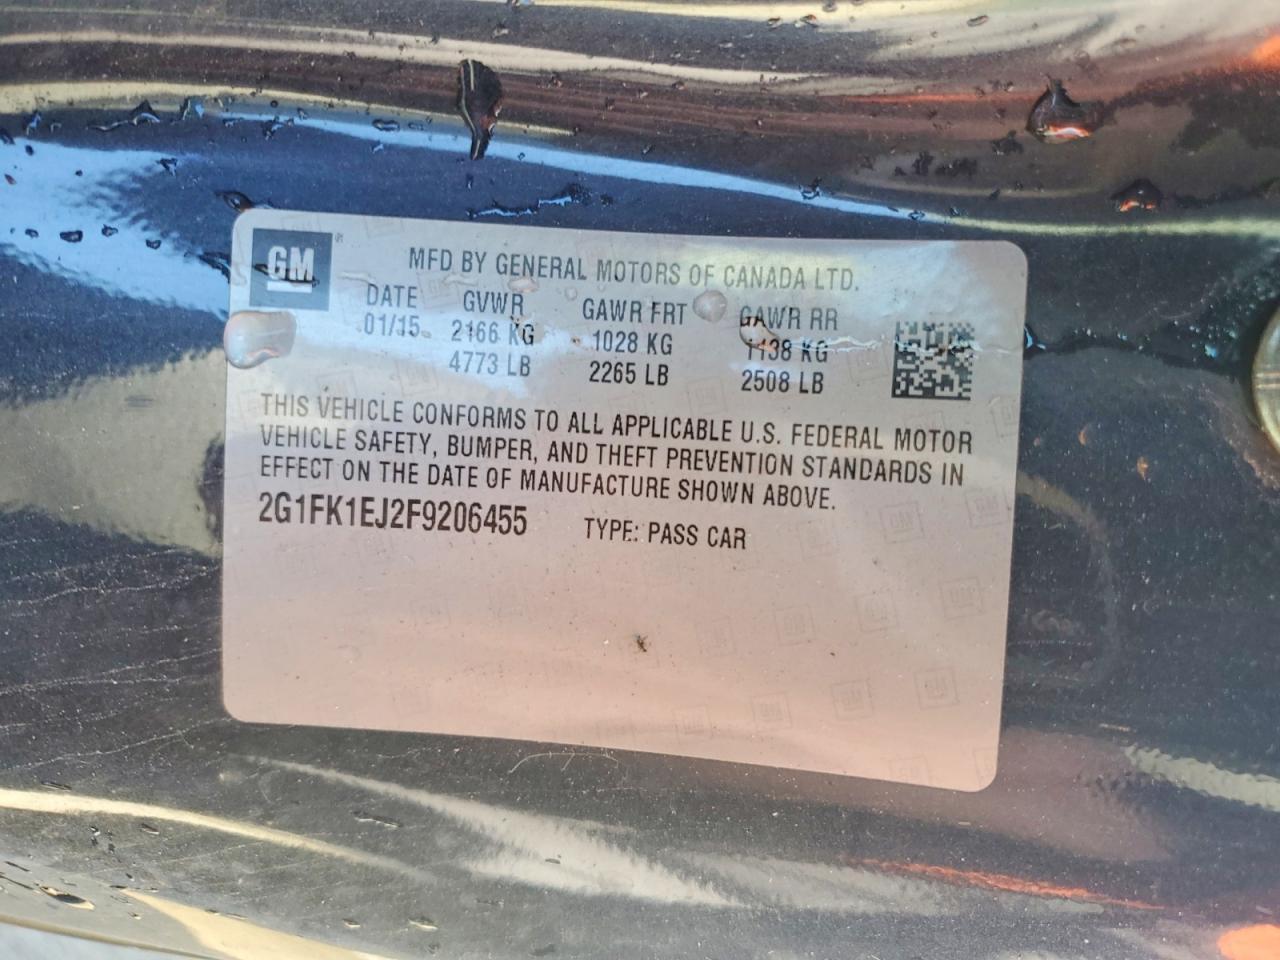 GM
MFD BY GENERAL MOTORS OF CANADA LTD.
DATE GVWR GAWR FRT GAWR RR
01/15 2166 KG 1028 KG 1138 KG
4773 LB 2265 LB 2508 LB
THIS VEHICLE CONFORMS TO ALL APPLICABLE U.S. FEDERAL MOTOR
VEHICLE SAFETY, BUMPER, AND THEFT PREVENTION STANDARDS IN
EFFECT ON THE DATE OF MANUFACTURE SHOWN ABOVE.
2G1FK1EJ2F9206455 TYPE: PASS CAR